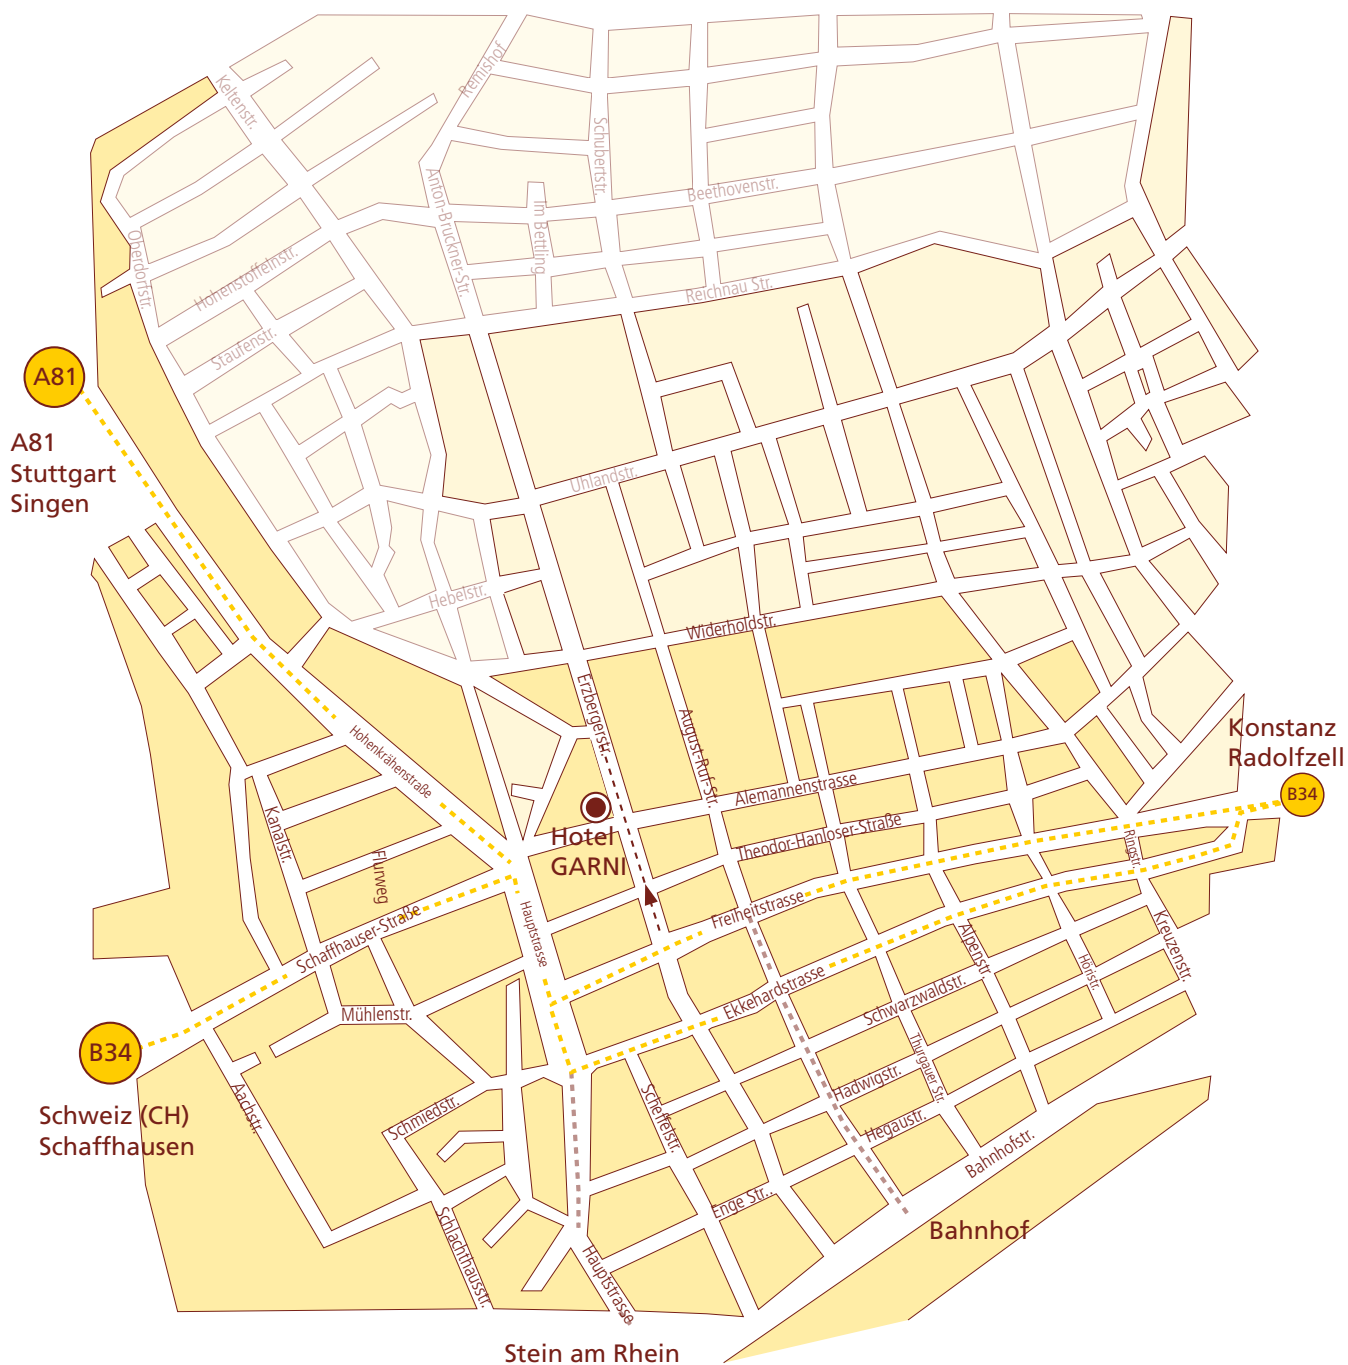 Keltenstr.
Remishof
Schubertstr.
Anton-Bruckner-Str.
Im Bettling
Beethovenstr.
Oberdorfstr.
Hohenstoffelnstr.
Reichnau Str.
Staufenstr.
A81
A81
Stuttgart
Singen
Uhlandstr.
Hebelstr.
Widerholdstr.
Erzbergerstr.
August-Ruf-Str.
Hohenkrähenstraße
Konstanz
Radolfzell
B34
Alemannenstrasse
Theodor-Hanloser-Straße
Ringstr.
Kanalstr.
Flurweg
Hotel
GARNI
Schaffhauser-Straße
Hauptstrasse
Freiheitstrasse
Ekkehardstrasse
Alpenstr.
Höristr.
Kreuzenstr.
Mühlenstr.
Schwarzwaldstr.
Thurgauer Str.
B34
Schweiz (CH)
Schaffhausen
Aachstr.
Schmiedstr.
Scheffelstr.
Hadwigstr.
Hegaustr.
Bahnhofstr.
Enge Str..
Schlachthausstr.
Hauptstrasse
Bahnhof
Stein am Rhein